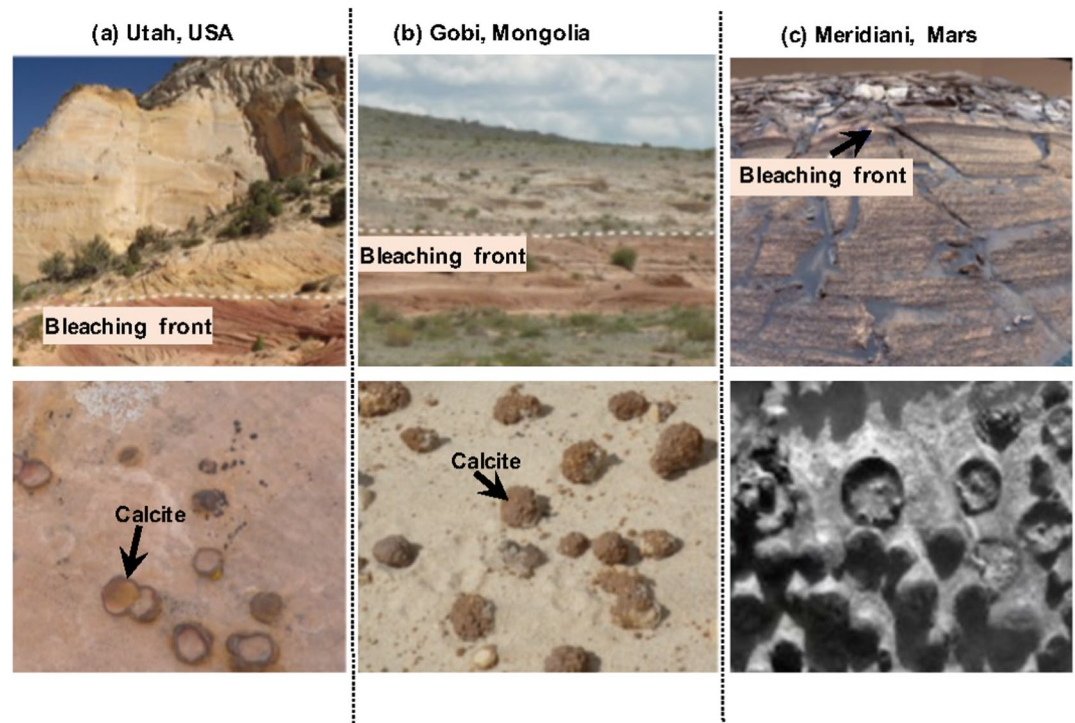 (a) Utah, USA
(b) Gobi, Mongolia
(c) Meridiani, Mars
Bleaching front
Bleaching front
Bleaching front
Calcite
Calcite